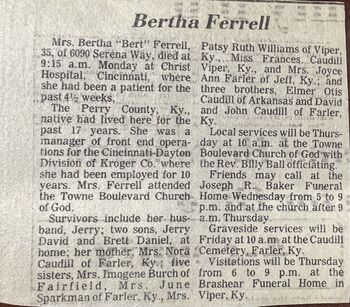 Bertha Ferrell
Mrs. Bertha "Bert" Ferrell,
35, of 6090 Serena Way, died at
9:15 a.m. Monday at Christ
Hospital, Cincinnati, where
she had been a patient for the
past 4½ weeks.
The Perry County, Ky.,
native had lived here for the
past 17 years. She was a
manager of front end opera-
tions for the Cincinnati-Dayton
Division of Kroger Co. where
she had been employed for 10
years. Mrs. Ferrell attended
the Towne Boulevard Church
of God.
Survivors include her hus-
band, Jerry; two sons, Jerry
David and Brett Daniel, at
home; her mother, Mrs. Nora
Caudill of Farler, Ky.; five
sisters, Mrs. Imogene Burch of
Fairfield, Mrs. June
Sparkman of Farler, Ky., Mrs.
Patsy Ruth Williams of Viper,
Ky., Miss Frances Caudill
Viper, Ky., and Mrs. Joyce
Ann Farler of Jeff, Ky.; and
three brothers, Elmer Otis
Caudill of Arkansas and David
and John Caudill of Farler,
Ky.
Local services will be Thurs-
day at 10 a.m. at the Towne
Boulevard Church of God with
the Rev. Billy Ball officiating.
Friends may call at the
Joseph R. Baker Funeral
Home Wednesday from 5 to 9
p.m. and at the church after 9
a.m. Thursday.
Graveside services will be
Friday at 10 a.m. at the Caudill
Cemetery, Farler, Ky.
Visitations will be Thursday
from 6 to 9 p.m. at the
Brashear Funeral Home in
Viper, Ky.